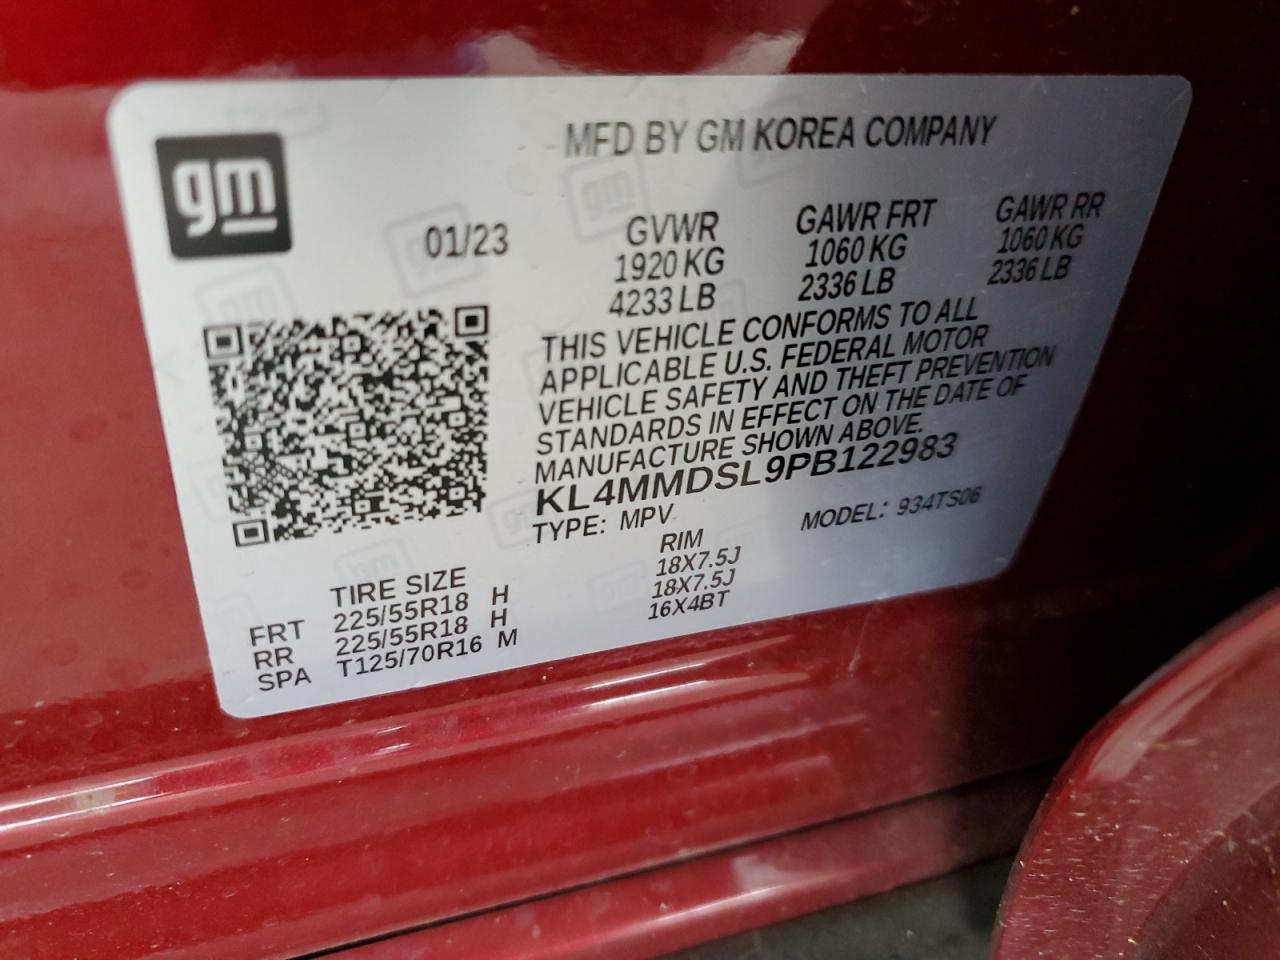 gm
MFD BY GM KOREA COMPANY
01/23
GVWR GAWR FRT GAWR RR
1920 KG 1060 KG 1060 KG
4233 LB 2336 LB 2336 LB
THIS VEHICLE CONFORMS TO ALL
APPLICABLE U.S. FEDERAL MOTOR
VEHICLE SAFETY AND THEFT PREVENTION
STANDARDS IN EFFECT ON THE DATE OF
MANUFACTURE SHOWN ABOVE.
KL4MMDSL9PB122983
TYPE: MPV MODEL: 934TS06
TIRE SIZE RIM
FRT 225/55R18 H 18X7.5J
RR 225/55R18 H 18X7.5J
SPA T125/70R16 M 16X4BT